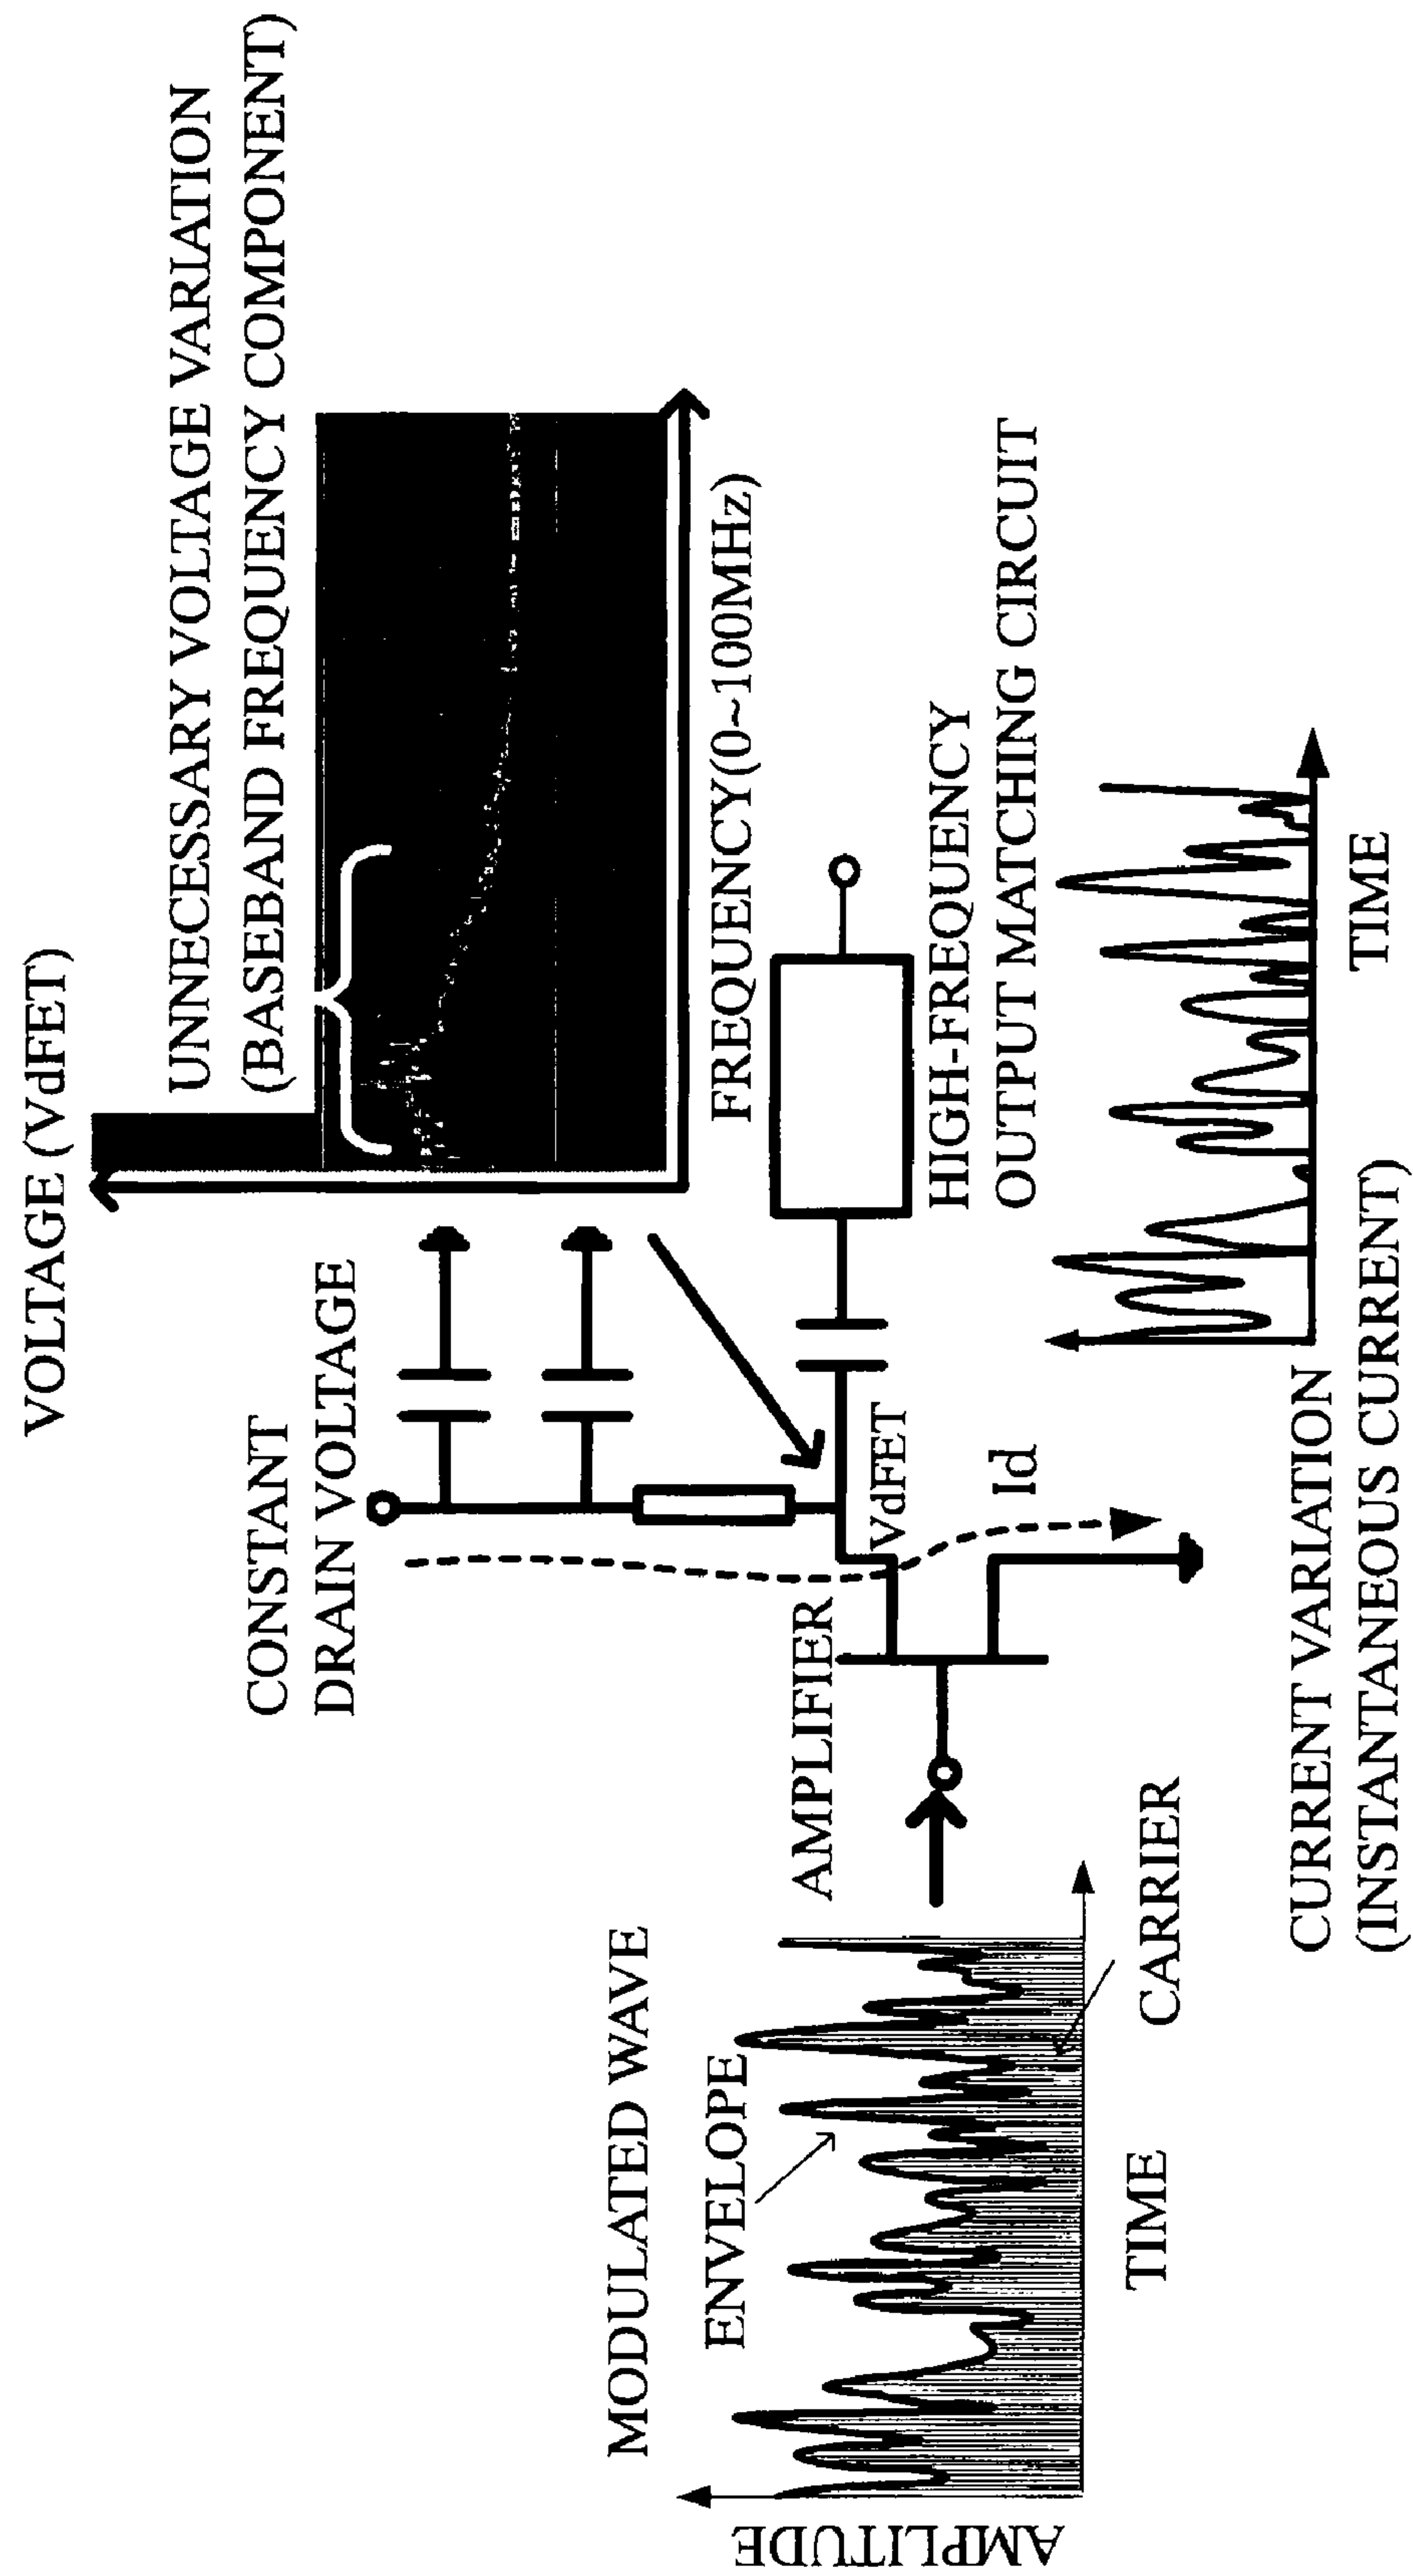 VOLTAGE (VdFET)
UNNECESSARY VOLTAGE VARIATION
(BASEBAND FREQUENCY COMPONENT)
CONSTANT
DRAIN VOLTAGE
FREQUENCY(0~100MHz)
MODULATED WAVE
ENVELOPE
AMPLITUDE
TIME
CARRIER
AMPLIFIER
VdFET
Id
HIGH-FREQUENCY
OUTPUT MATCHING CIRCUIT
CURRENT VARIATION
(INSTANTANEOUS CURRENT)
TIME